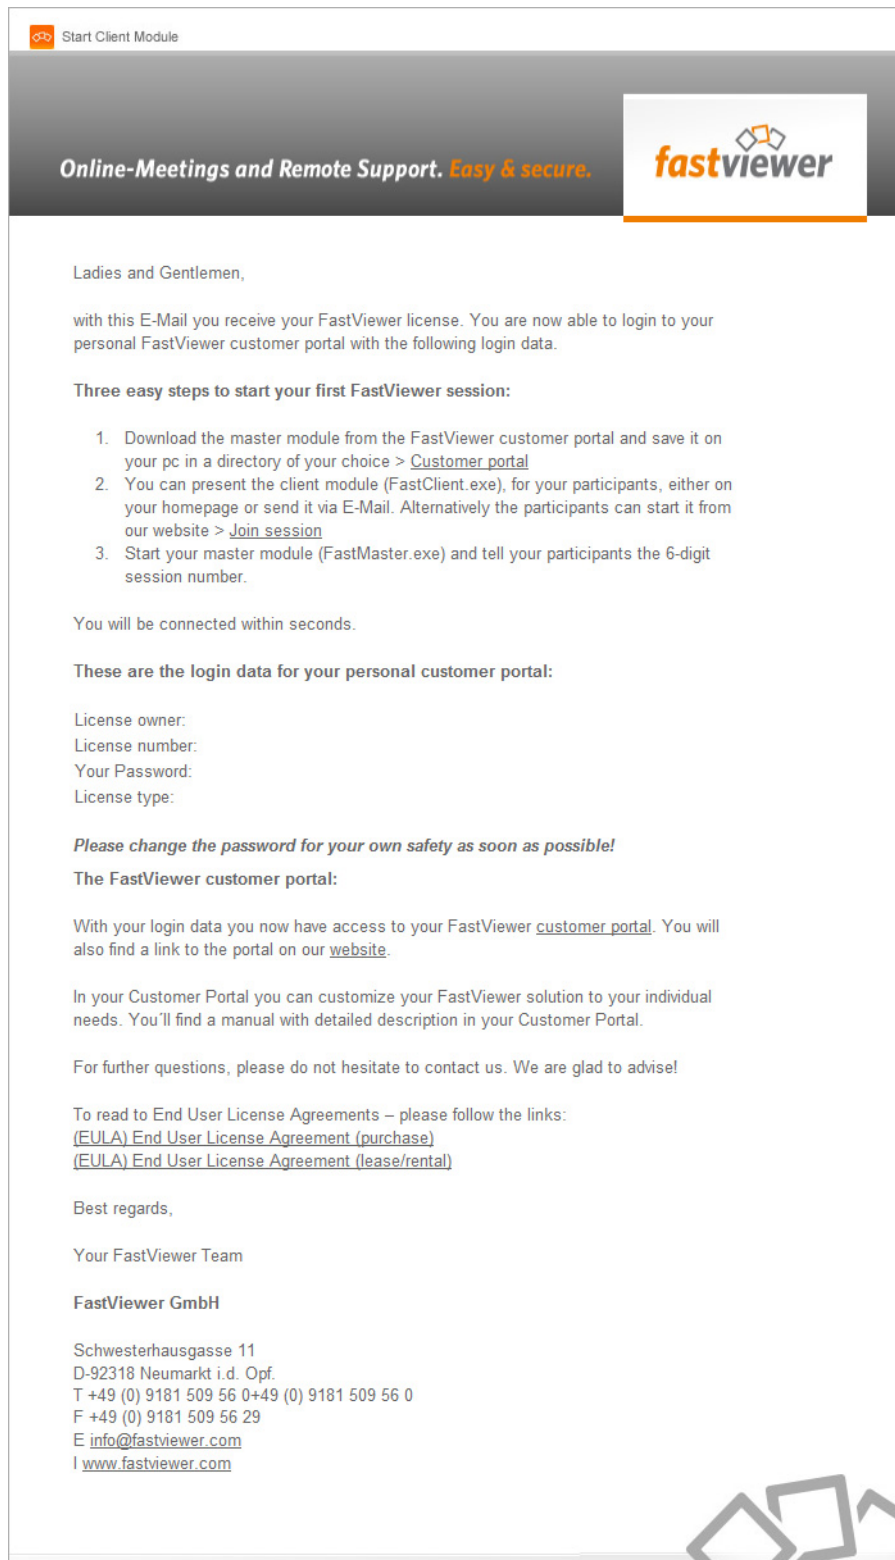 Start Client Module
Online-Meetings and Remote Support. Easy & secure.
fastviewer
Ladies and Gentlemen,
with this E-Mail you receive your FastViewer license. You are now able to login to your
personal FastViewer customer portal with the following login data.
Three easy steps to start your first FastViewer session:
1. Download the master module from the FastViewer customer portal and save it on
your pc in a directory of your choice > Customer portal
2. You can present the client module (FastClient.exe), for your participants, either on
your homepage or send it via E-Mail. Alternatively the participants can start it from
our website > Join session
3. Start your master module (FastMaster.exe) and tell your participants the 6-digit
session number.
You will be connected within seconds.
These are the login data for your personal customer portal:
License owner:
License number:
Your Password:
License type:
Please change the password for your own safety as soon as possible!
The FastViewer customer portal:
With your login data you now have access to your FastViewer customer portal. You will
also find a link to the portal on our website.
In your Customer Portal you can customize your FastViewer solution to your individual
needs. You´ll find a manual with detailed description in your Customer Portal.
For further questions, please do not hesitate to contact us. We are glad to advise!
To read to End User License Agreements – please follow the links:
(EULA) End User License Agreement (purchase)
(EULA) End User License Agreement (lease/rental)
Best regards,
Your FastViewer Team
FastViewer GmbH
Schwesterhausgasse 11
D-92318 Neumarkt i.d. Opf.
T +49 (0) 9181 509 56 0+49 (0) 9181 509 56 0
F +49 (0) 9181 509 56 29
E info@fastviewer.com
I www.fastviewer.com